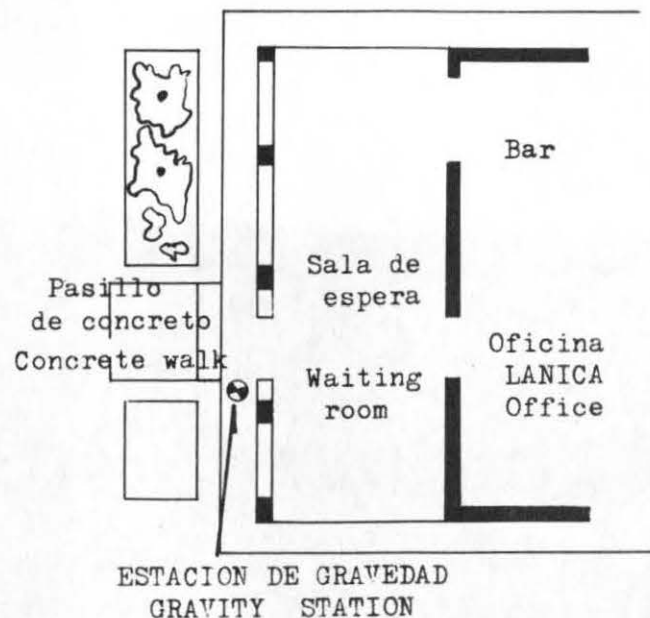 Bar
Sala de
espera
Pasillo
de concreto
Concrete walk
Waiting
room
Oficina
LANICA
Office
ESTACION DE GRAVEDAD
GRAVITY STATION